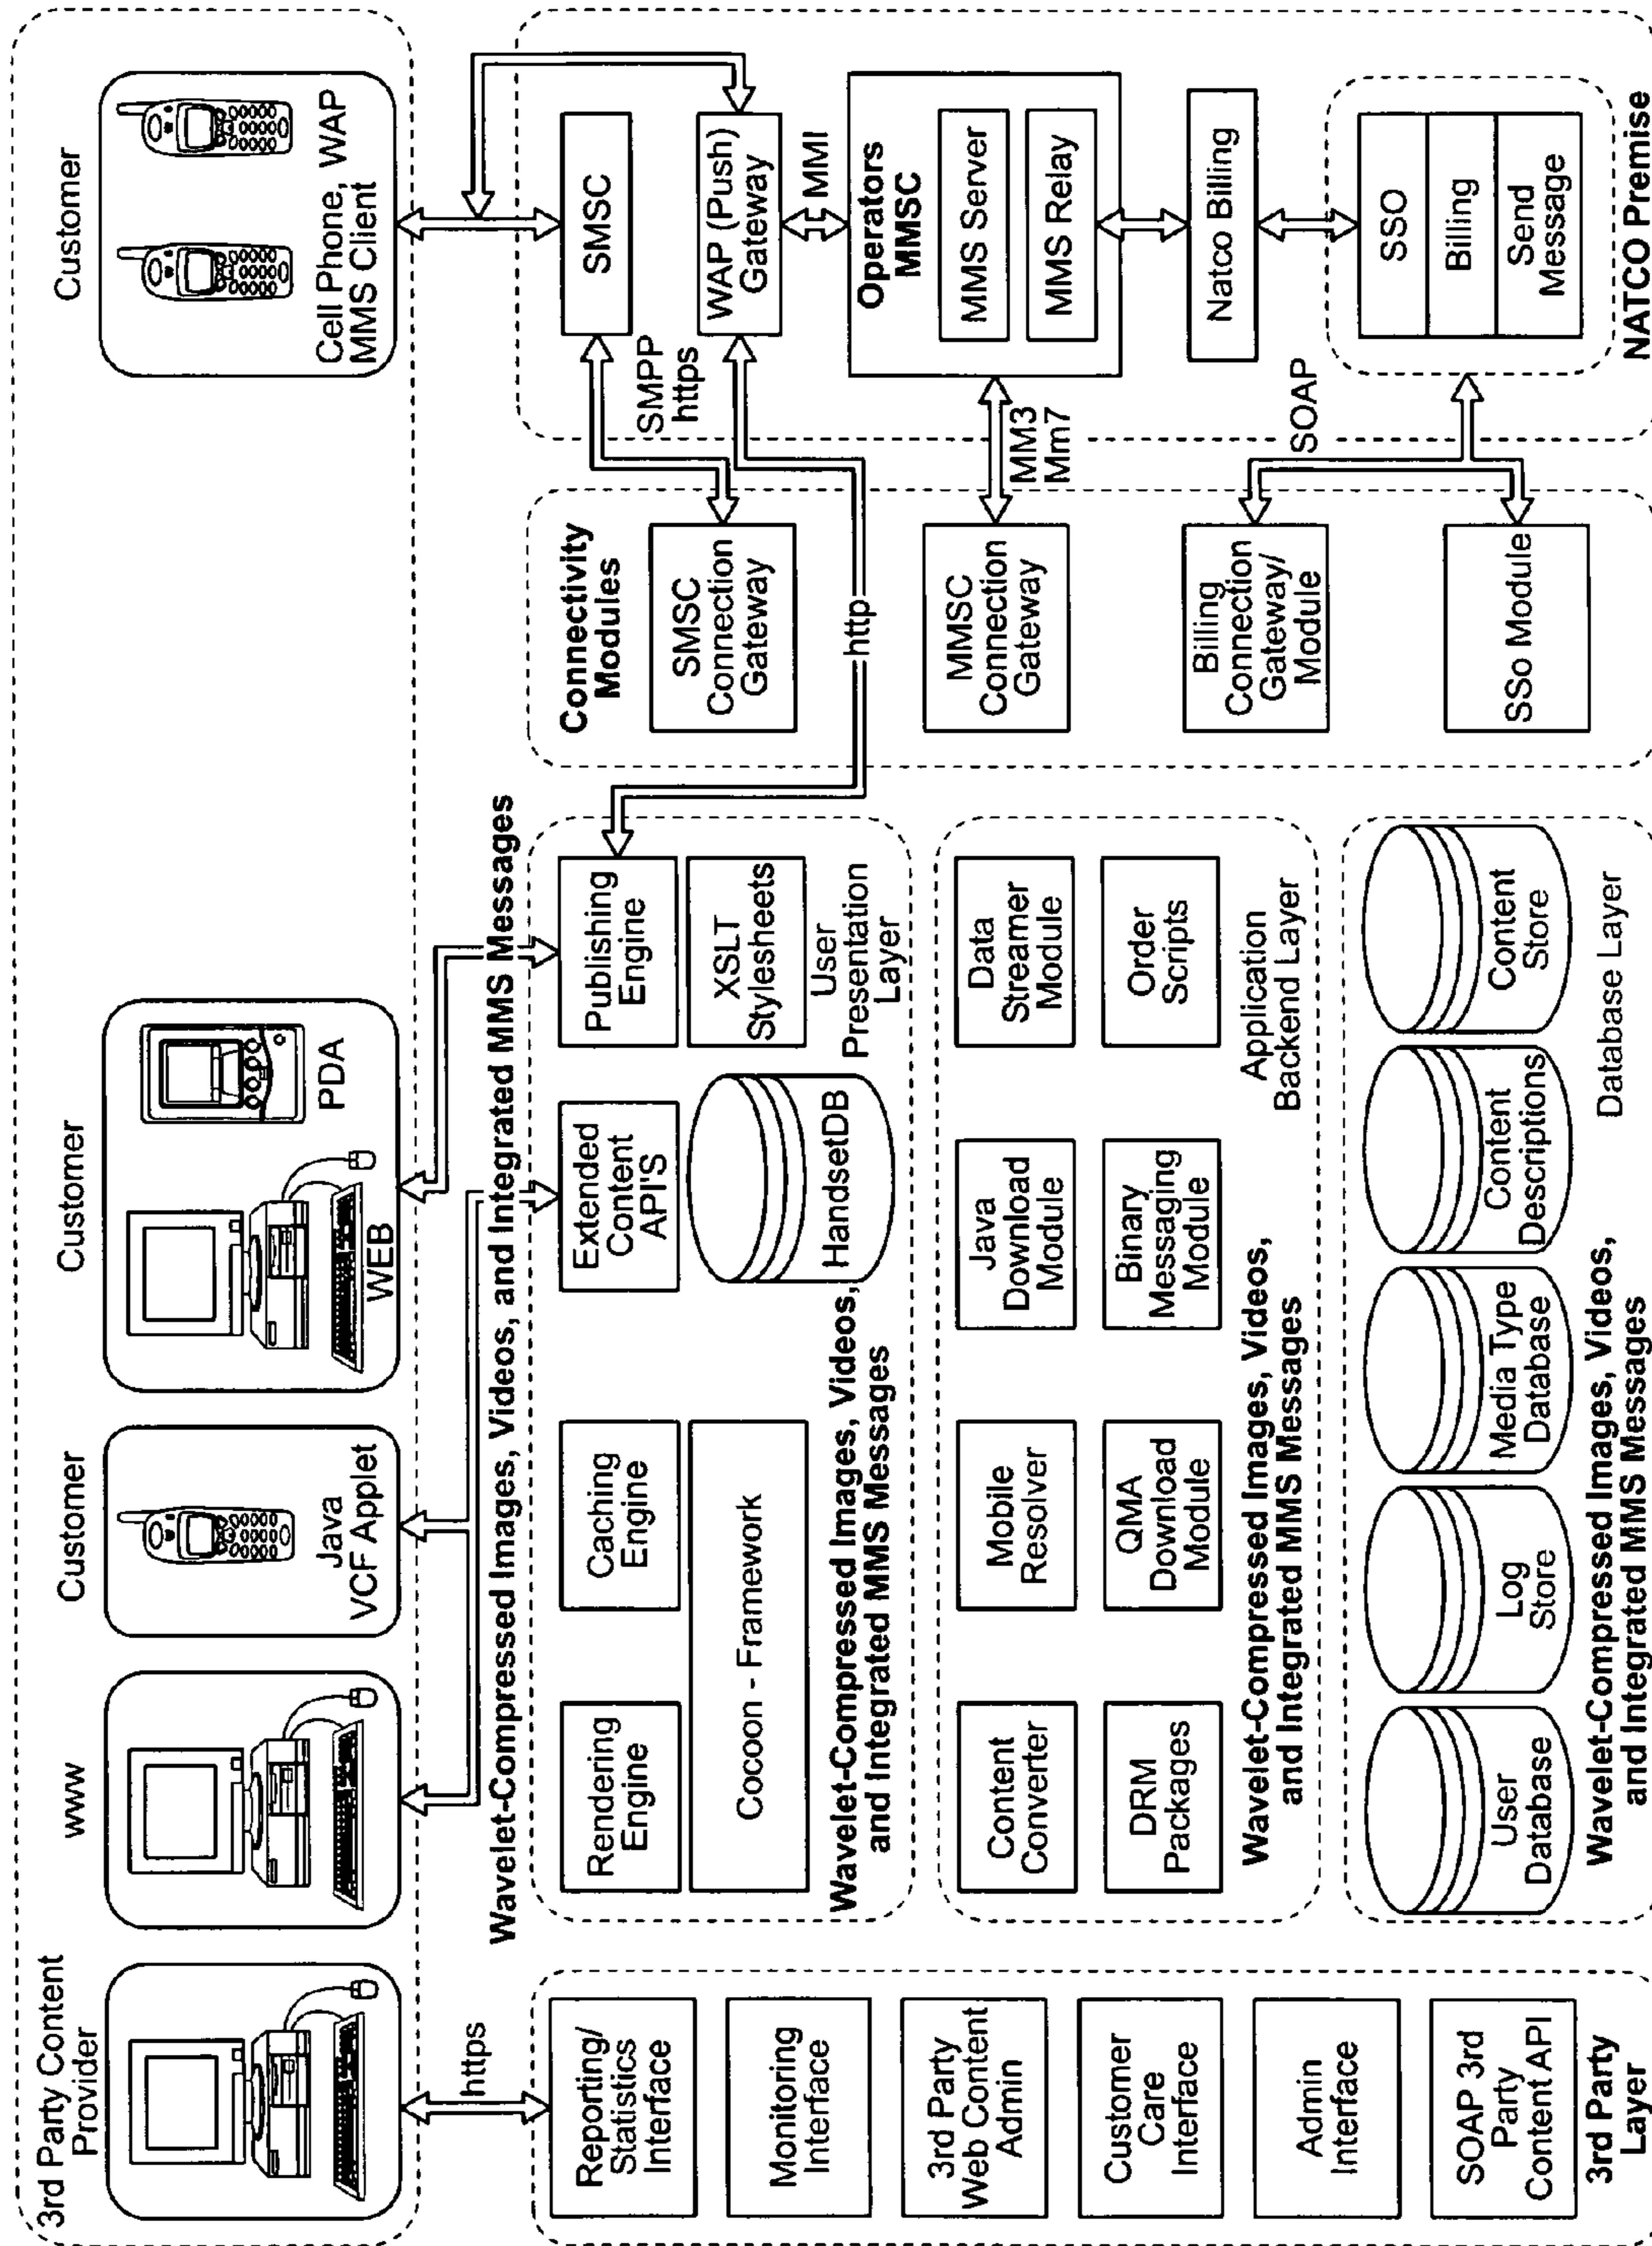 3rd Party Content
Provider
www
Customer
Java
VCF Applet
Customer
WEB
PDA
Customer
Cell Phone, WAP
MMS Client
https
Wavelet-Compressed Images, Videos, and Integrated MMS Messages
Reporting/
Statistics
Interface
Monitoring
Interface
3rd Party
Web Content
Admin
Customer
Care
Interface
Admin
Interface
SOAP 3rd
Party
Content API
3rd Party
Layer
Rendering
Engine
Caching
Engine
Extended
Content
API'S
Publishing
Engine
Cocoon - Framework
HandsetDB
XSLT
Stylesheets
User
Presentation
Layer
Wavelet-Compressed Images, Videos,
and Integrated MMS Messages
Content
Converter
Mobile
Resolver
Java
Download
Module
Data
Streamer
Module
DRM
Packages
QMA
Download
Module
Binary
Messaging
Module
Order
Scripts
Application
Backend Layer
Wavelet-Compressed Images, Videos,
and Integrated MMS Messages
User
Database
Log
Store
Media Type
Database
Content
Descriptions
Content
Store
Database Layer
Wavelet-Compressed Images, Videos,
and Integrated MMS Messages
Connectivity
Modules
SMSC
Connection
Gateway
http
MMSC
Connection
Gateway
Billing
Connection
Gateway/
Module
SSo Module
SMPP
https
MM3
Mm7
SOAP
SMSC
WAP (Push)
Gateway
MMI
Operators
MMSC
MMS Server
MMS Relay
Natco Billing
SSO
Billing
Send
Message
NATCO Premise